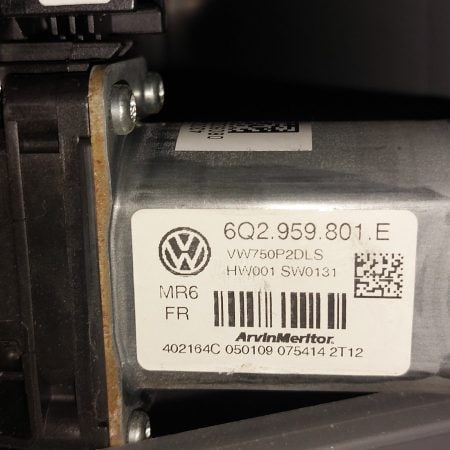 6Q2.959.801.E
VW750P2DLS
HW001 SW0131
MR6
FR
ArvinMeritor
402164C 050109 075414 2T12